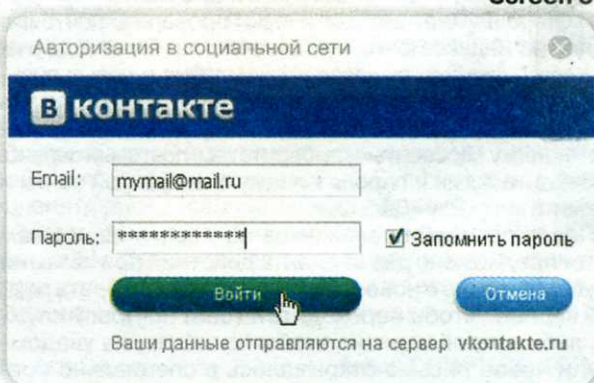 Screen
Авторизация в социальной сети
В контакте
Email: mymail@mail.ru
Пароль: ************ Запомнить пароль
Войти Отмена
Ваши данные отправляются на сервер vkontakte.ru